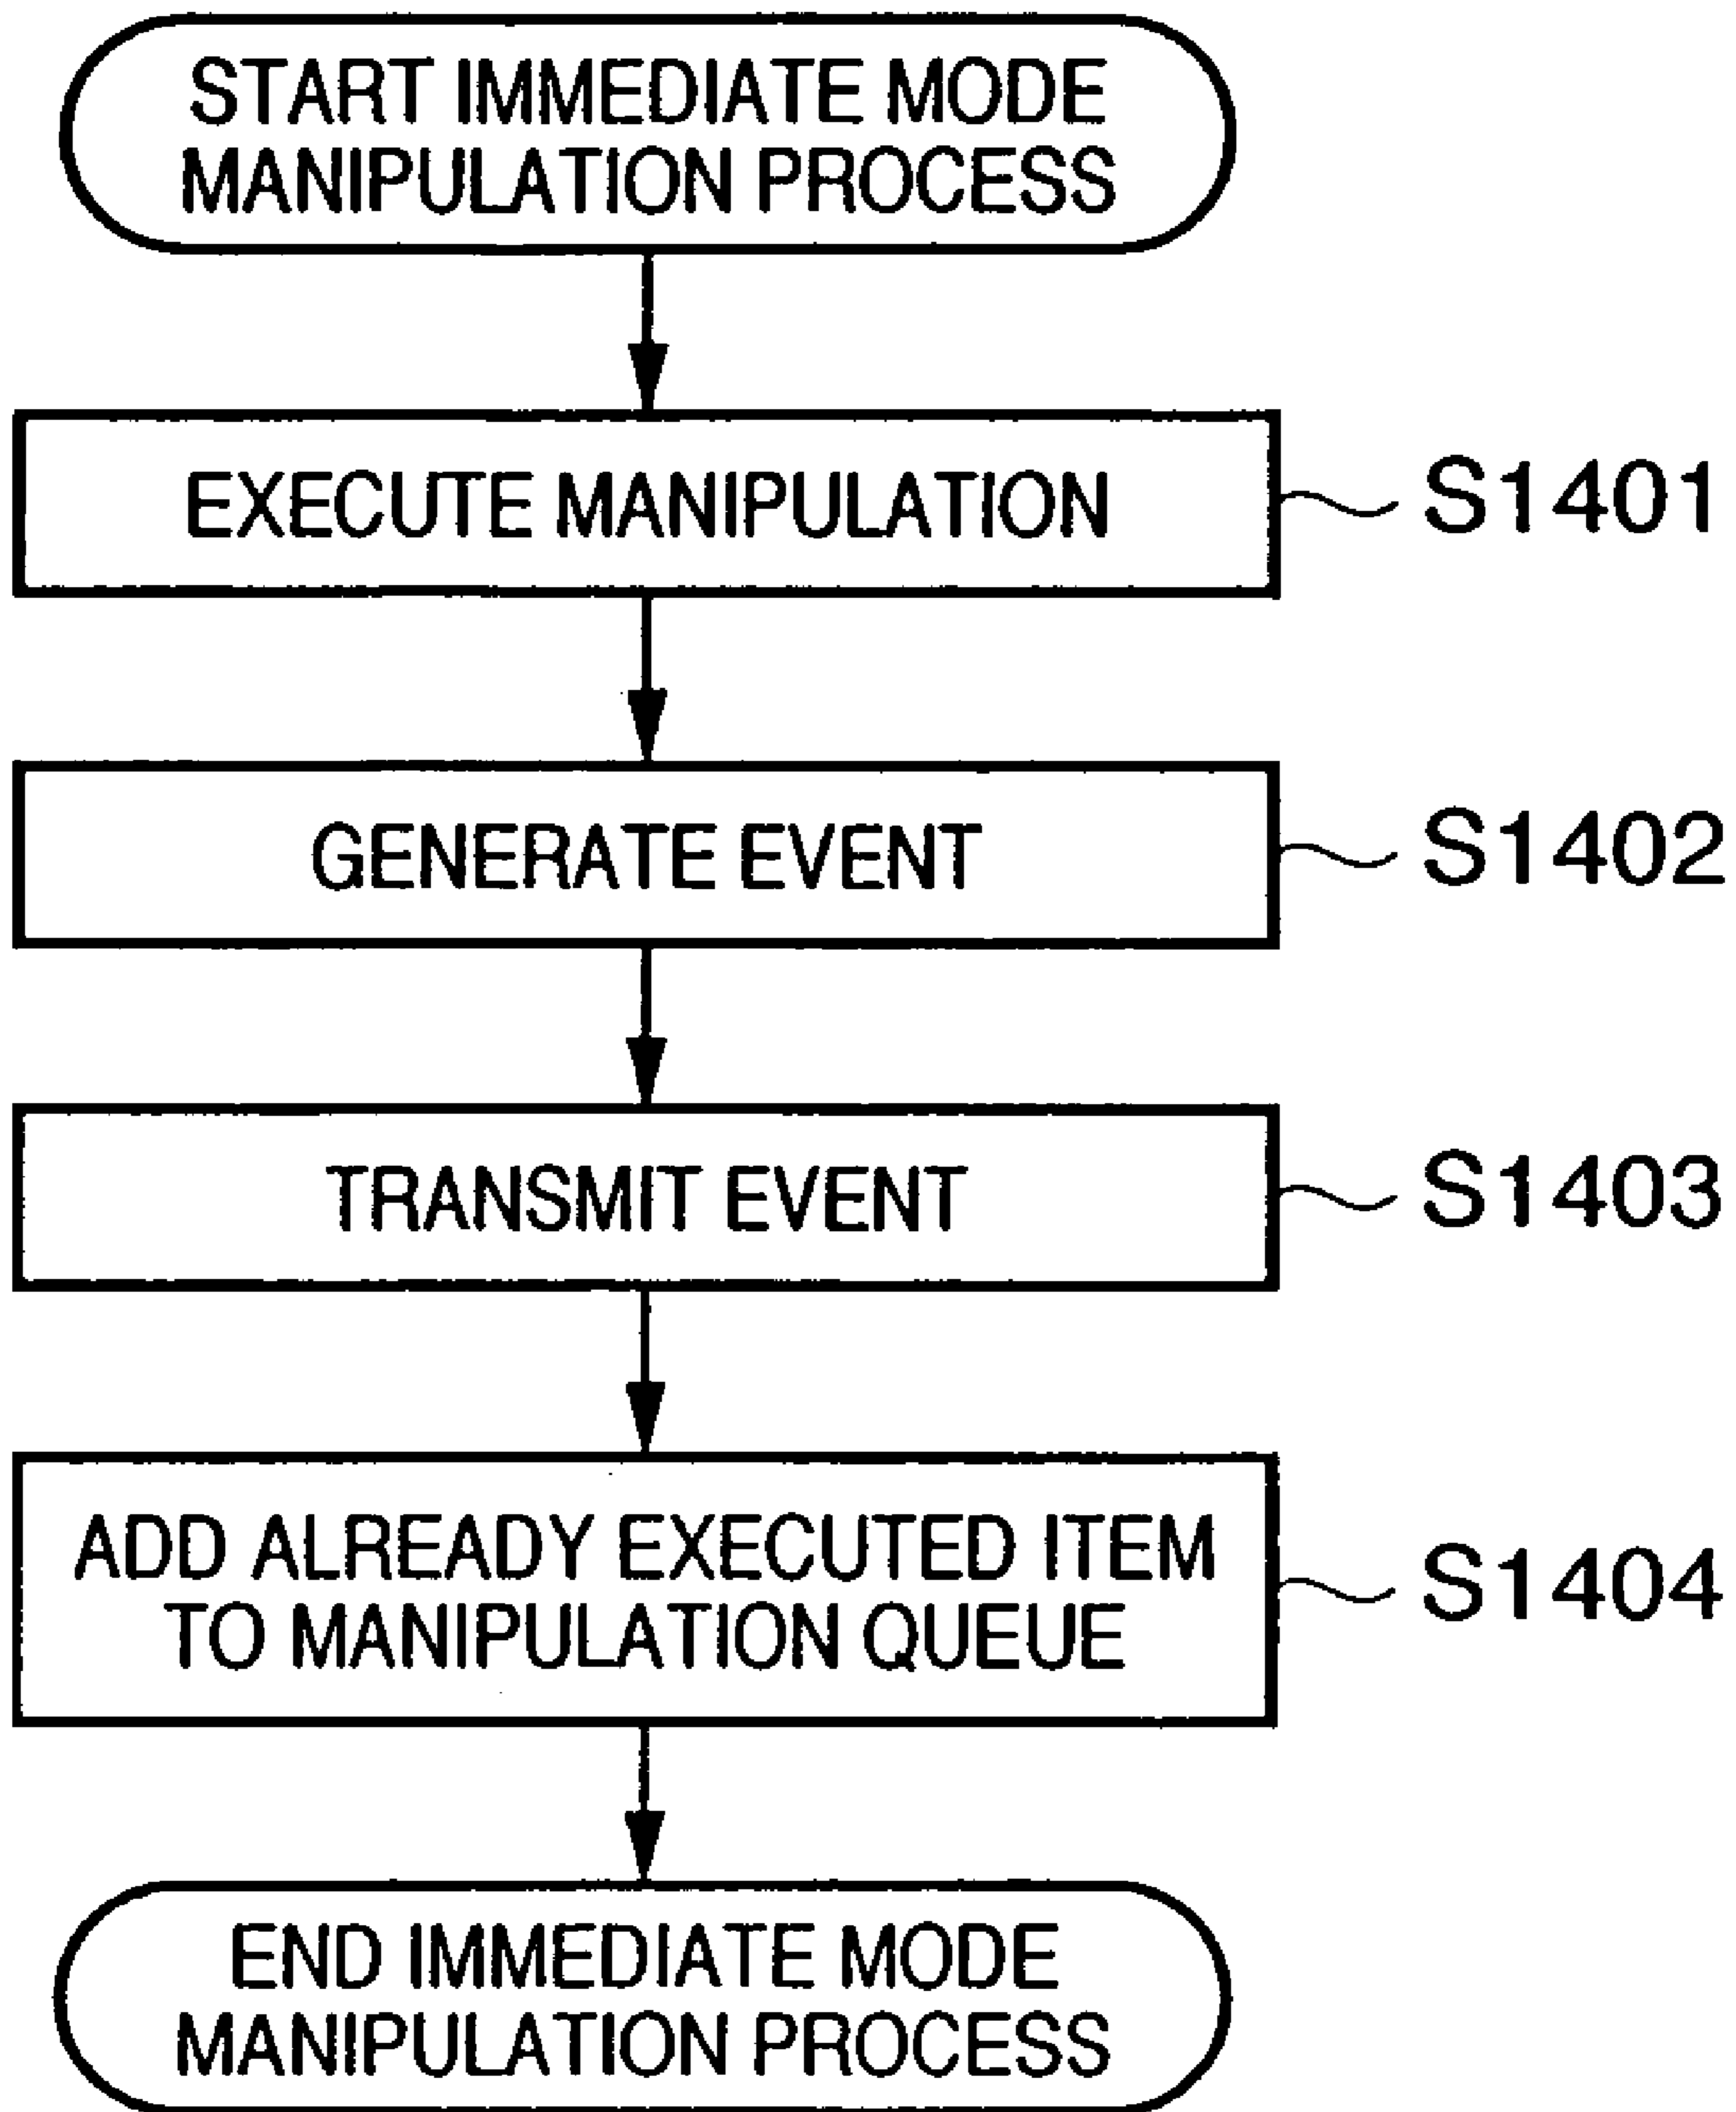 START IMMEDIATE MODE
MANIPULATION PROCESS
EXECUTE MANIPULATION
S1401
GENERATE EVENT
S1402
TRANSMIT EVENT
S1403
ADD ALREADY EXECUTED ITEM
TO MANIPULATION QUEUE
S1404
END IMMEDIATE MODE
MANIPULATION PROCESS